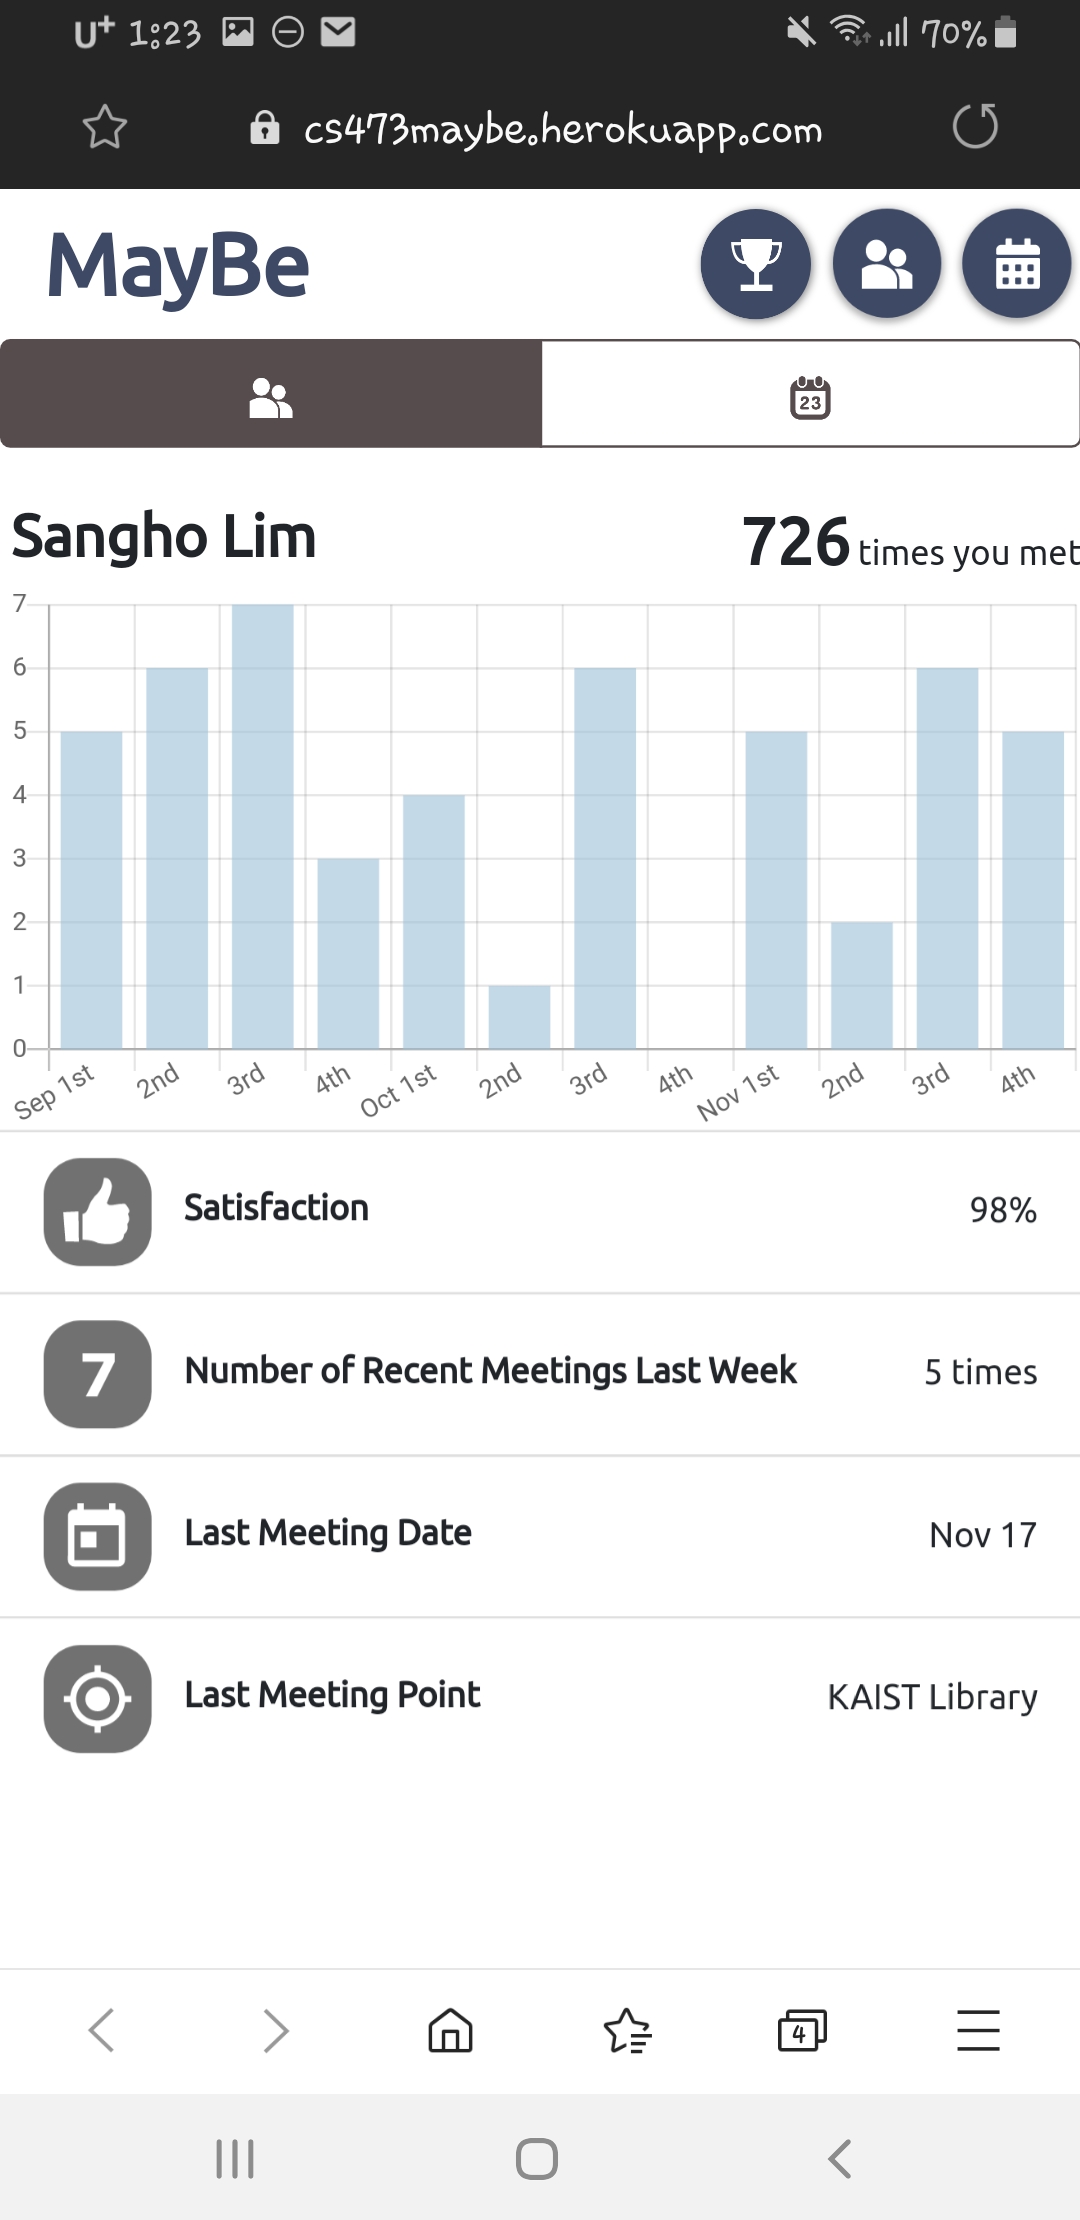 U+ 1:23 70%
cs473maybe.herokuapp.com
MayBe
23
Sangho Lim 726 times you met
7
6
5
4
3
2
1
0
Sep 1st 2nd 3rd 4th Oct 1st 2nd 3rd 4th Nov 1st 2nd 3rd 4th
Satisfaction 98%
7 Number of Recent Meetings Last Week 5 times
Last Meeting Date Nov 17
Last Meeting Point KAIST Library
4